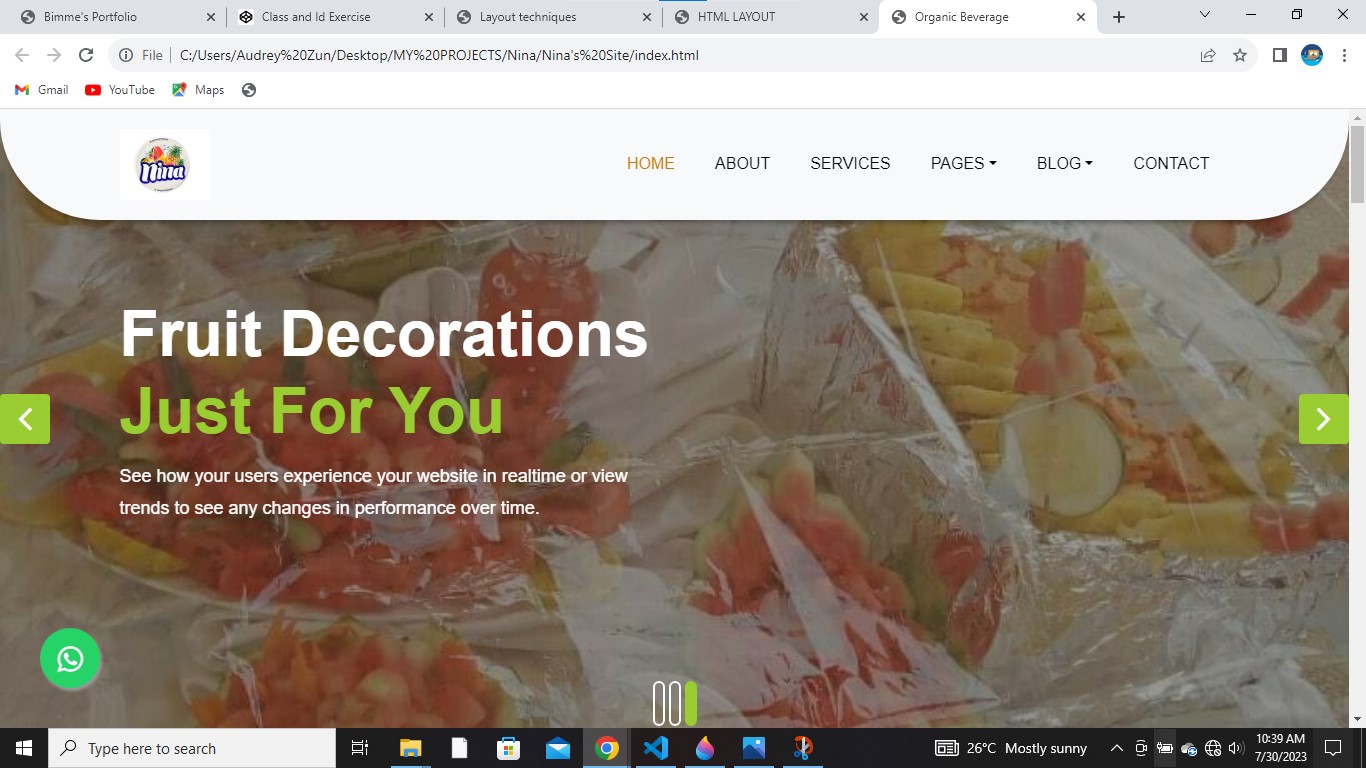 Bimme's Portfolio
Class and Id Exercise
Layout techniques
HTML LAYOUT
Organic Beverage
File
C:/Users/Audrey%20Zun/Desktop/MY%20PROJECTS/Nina/Nina's%20Site/index.html
Gmail
YouTube
Maps
Nina
HOME
ABOUT
SERVICES
PAGES
BLOG
CONTACT
Fruit Decorations
Just For You
See how your users experience your website in realtime or view
trends to see any changes in performance over time.
Type here to search
26°C Mostly sunny
10:39 AM
7/30/2023